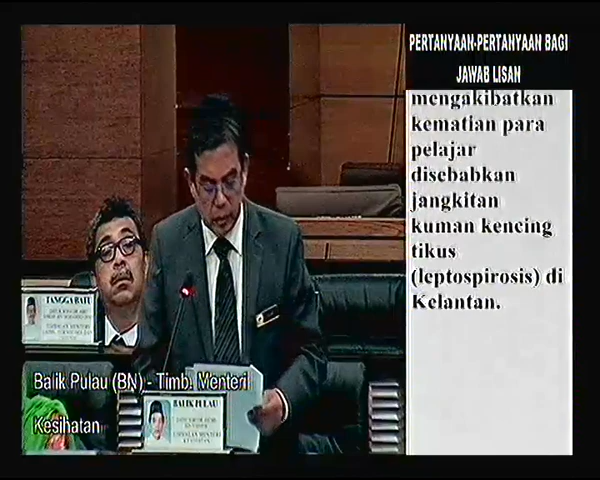 PERTANYAAN-PERTANYAAN BAGI
JAWAB LISAN
mengakibatkan
kematian para
pelajar
disebabkan
jangkitan
kuman kencing
tikus
(leptospirosis) di
Kelantan.
TANGGA BATU
Balik Pulau (BN) - Timb. Menteri
Kesihatan
BALIK PULAU